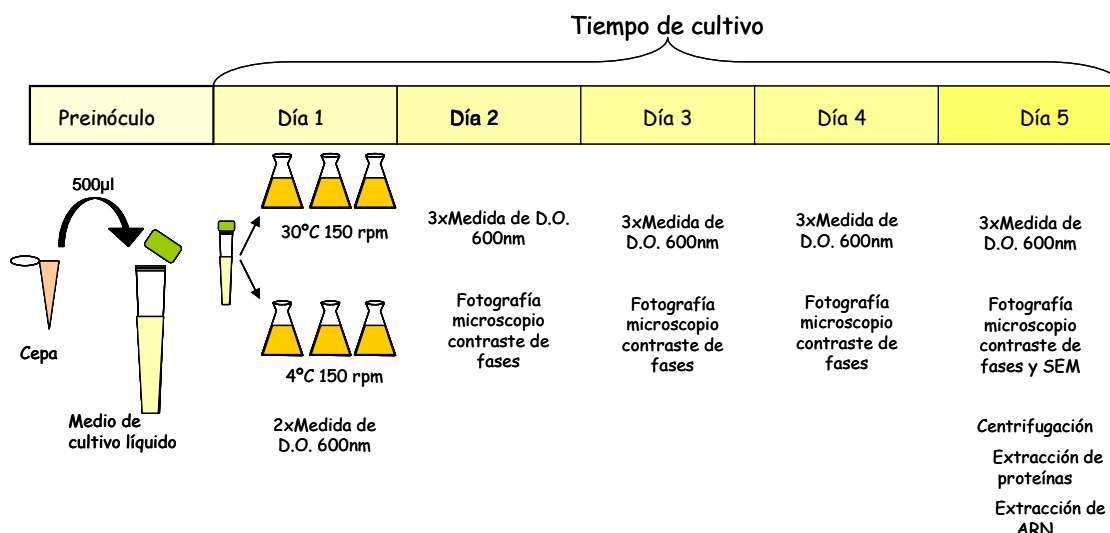 Tiempo de cultivo
Preinóculo
Día 1
Día 2
Día 3
Día 4
Día 5
500µl
Cepa
Medio de
cultivo líquido
30ºC 150 rpm
4ºC 150 rpm
2xMedida de
D.O. 600nm
3xMedida de D.O.
600nm
Fotografía
microscopio
contraste de
fases
3xMedida de
D.O. 600nm
Fotografía
microscopio
contraste de
fases
3xMedida de
D.O. 600nm
Fotografía
microscopio
contraste de
fases
3xMedida de
D.O. 600nm
Fotografía
microscopio
contraste de
fases y SEM
Centrifugación
Extracción de
proteínas
Extracción de
ARN